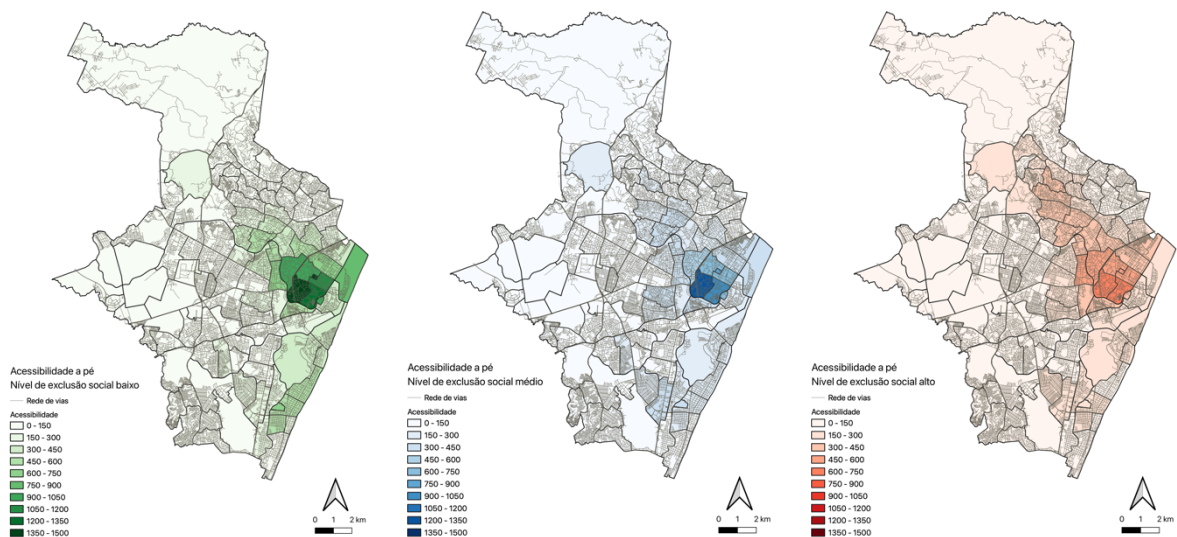 Acessibilidade a pé
Nível de exclusão social baixo
Rede de vias
Acessibilidade
0 - 150
150 - 300
300 - 450
450 - 600
600 - 750
750 - 900
900 - 1050
1050 - 1200
1200 - 1350
1350 - 1500
0 1 2 km
Acessibilidade a pé
Nível de exclusão social médio
Rede de vias
Acessibilidade
0 - 150
150 - 300
300 - 450
450 - 600
600 - 750
750 - 900
900 - 1050
1050 - 1200
1200 - 1350
1350 - 1500
0 1 2 km
Acessibilidade a pé
Nível de exclusão social alto
Rede de vias
Acessibilidade
0 - 150
150 - 300
300 - 450
450 - 600
600 - 750
750 - 900
900 - 1050
1050 - 1200
1200 - 1350
1350 - 1500
0 1 2 km